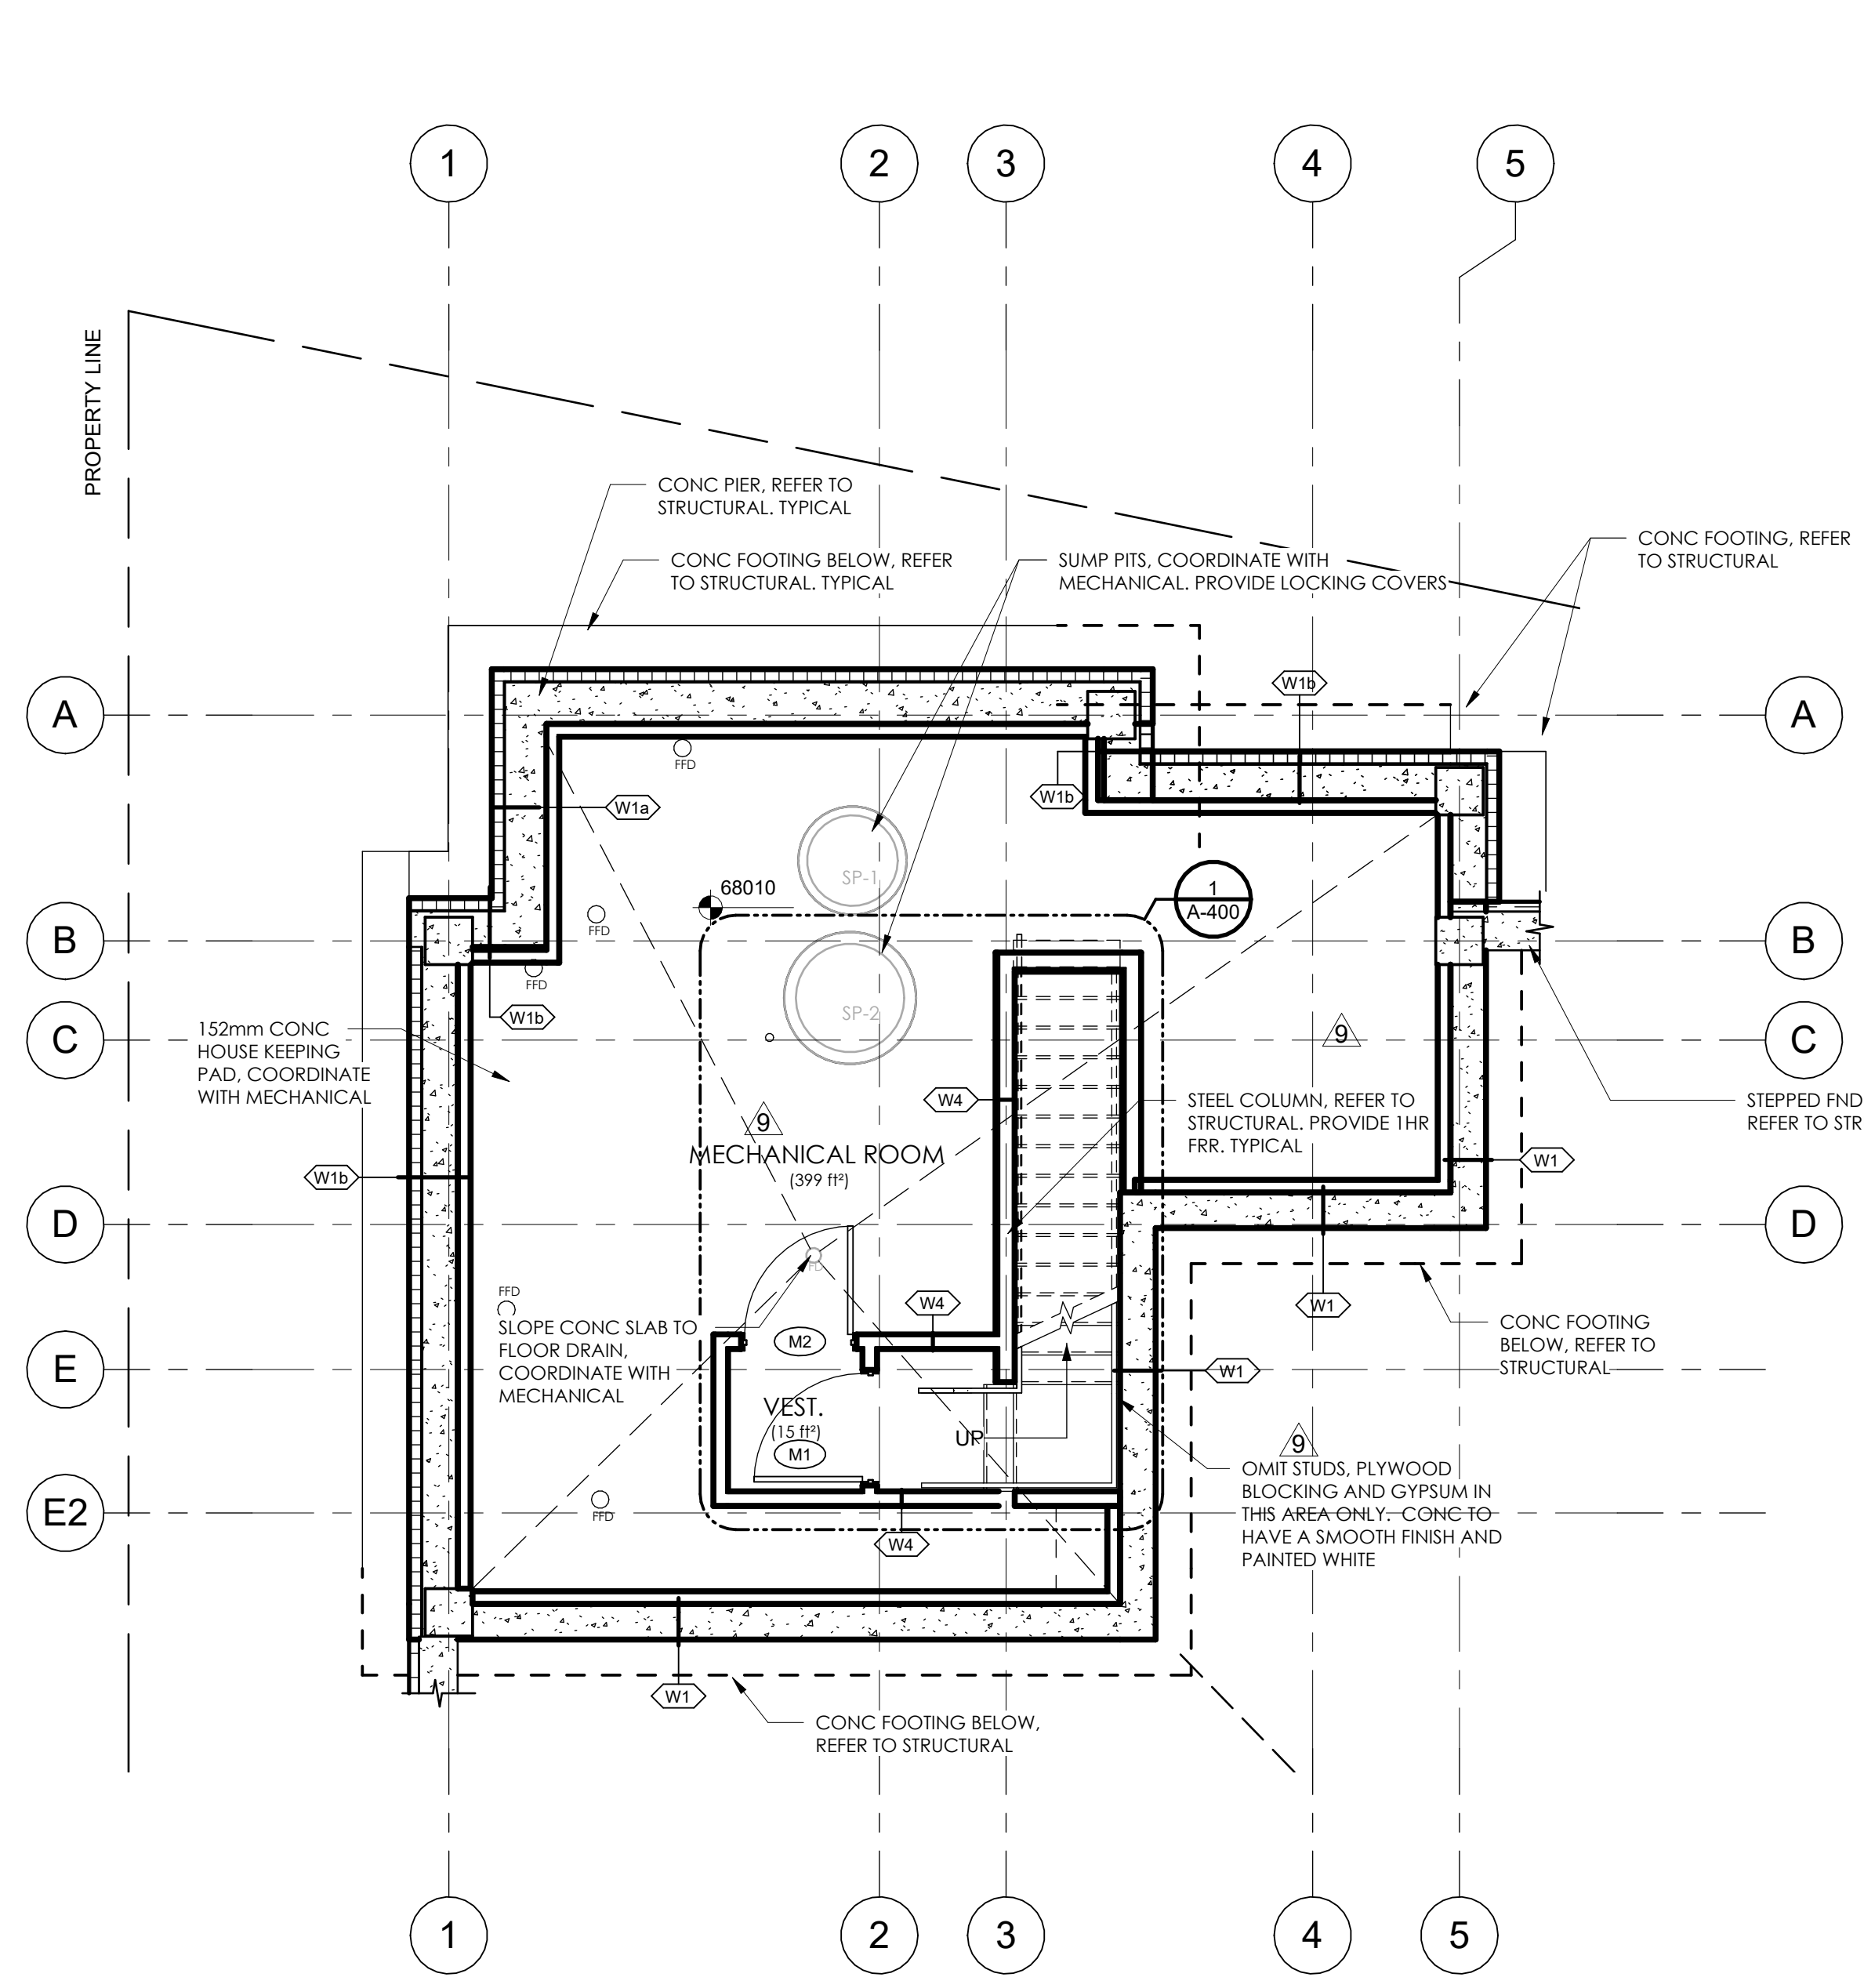 1
2
3
4
5
PROPERTY LINE
CONC PIER, REFER TO
STRUCTURAL. TYPICAL
CONC FOOTING BELOW, REFER
TO STRUCTURAL. TYPICAL
SUMP PITS, COORDINATE WITH
MECHANICAL. PROVIDE LOCKING COVERS
CONC FOOTING, REFER
TO STRUCTURAL
W1b
A
A
FFD
W1b
W1a
SP-1
68010
1
A-400
FFD
B
B
FFD
SP-2
W1b
152mm CONC
HOUSE KEEPING
PAD, COORDINATE
WITH MECHANICAL
C
C
9
W4
STEEL COLUMN, REFER TO
STRUCTURAL. PROVIDE 1HR
FRR. TYPICAL
STEPPED FND
REFER TO STR
9
MECHANICAL ROOM
(399 ft²)
W1b
W1
D
D
FD
FFD
SLOPE CONC SLAB TO
FLOOR DRAIN,
COORDINATE WITH
MECHANICAL
W4
W1
M2
CONC FOOTING
BELOW, REFER TO
STRUCTURAL
E
W1
VEST.
(15 ft²)
M1
UP
9
OMIT STUDS, PLYWOOD
BLOCKING AND GYPSUM IN
THIS AREA ONLY. CONC TO
HAVE A SMOOTH FINISH AND
PAINTED WHITE
E2
FFD
W4
W1
CONC FOOTING BELOW,
REFER TO STRUCTURAL
1
2
3
4
5